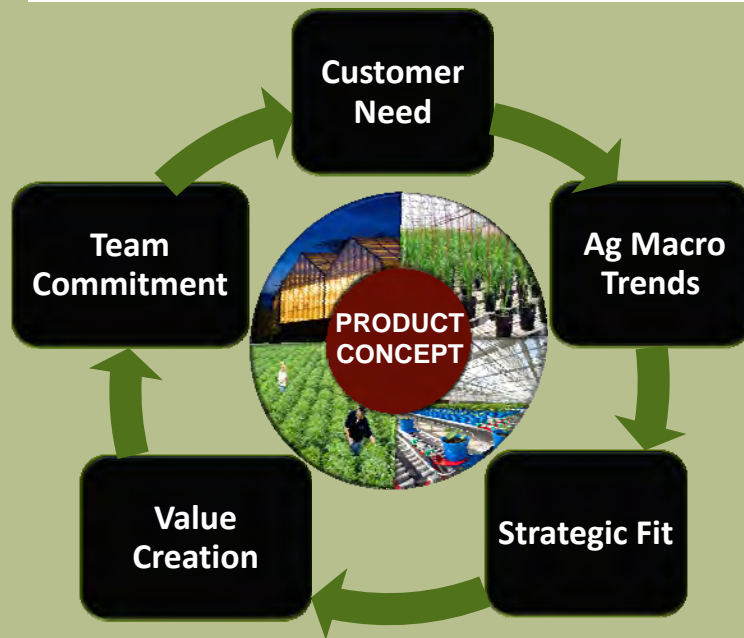 Customer
Need
Ag Macro
Trends
Strategic Fit
Value
Creation
Team
Commitment
PRODUCT
CONCEPT